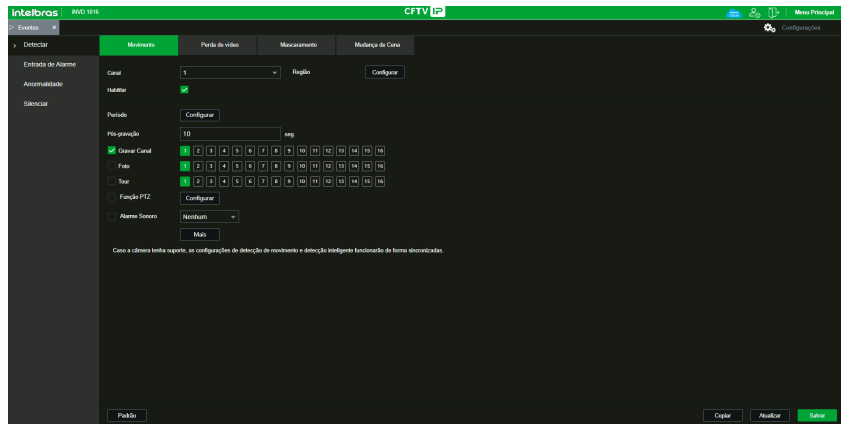 intelbras INVD 1016 CFTV IP Menu Principal
Eventos × Configurações
Detectar
Entrada de Alarme
Anormalidade
Silenciar
Movimento Perda de vídeo Mascaramento Mudança de Cena
Canal 1 Região Configurar
Habilitar
Período Configurar
Pós-gravação 10 seg.
Gravar Canal 1 2 3 4 5 6 7 8 9 10 11 12 13 14 15 16
Foto 1 2 3 4 5 6 7 8 9 10 11 12 13 14 15 16
Tour 1 2 3 4 5 6 7 8 9 10 11 12 13 14 15 16
Função PTZ Configurar
Alarme Sonoro Nenhum
Mais
Caso a câmera tenha suporte, as configurações de detecção de movimento e detecção inteligente funcionarão de forma sincronizadas.
Padrão Copiar Atualizar Salvar